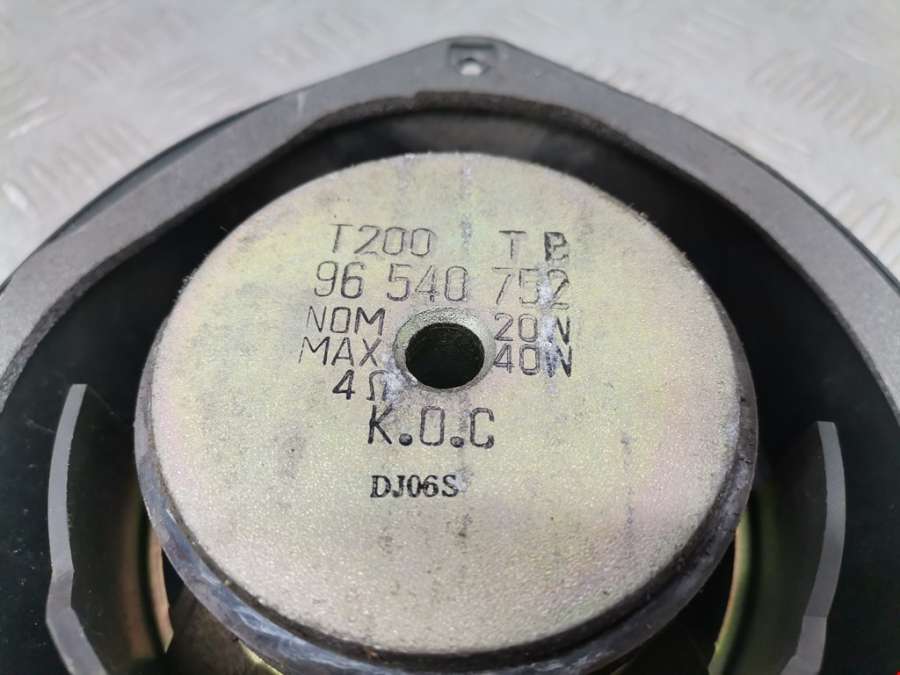 T200 T B
96 540 752
NOM 20W
MAX 40W
4Ω
K.O.C
DJ06S